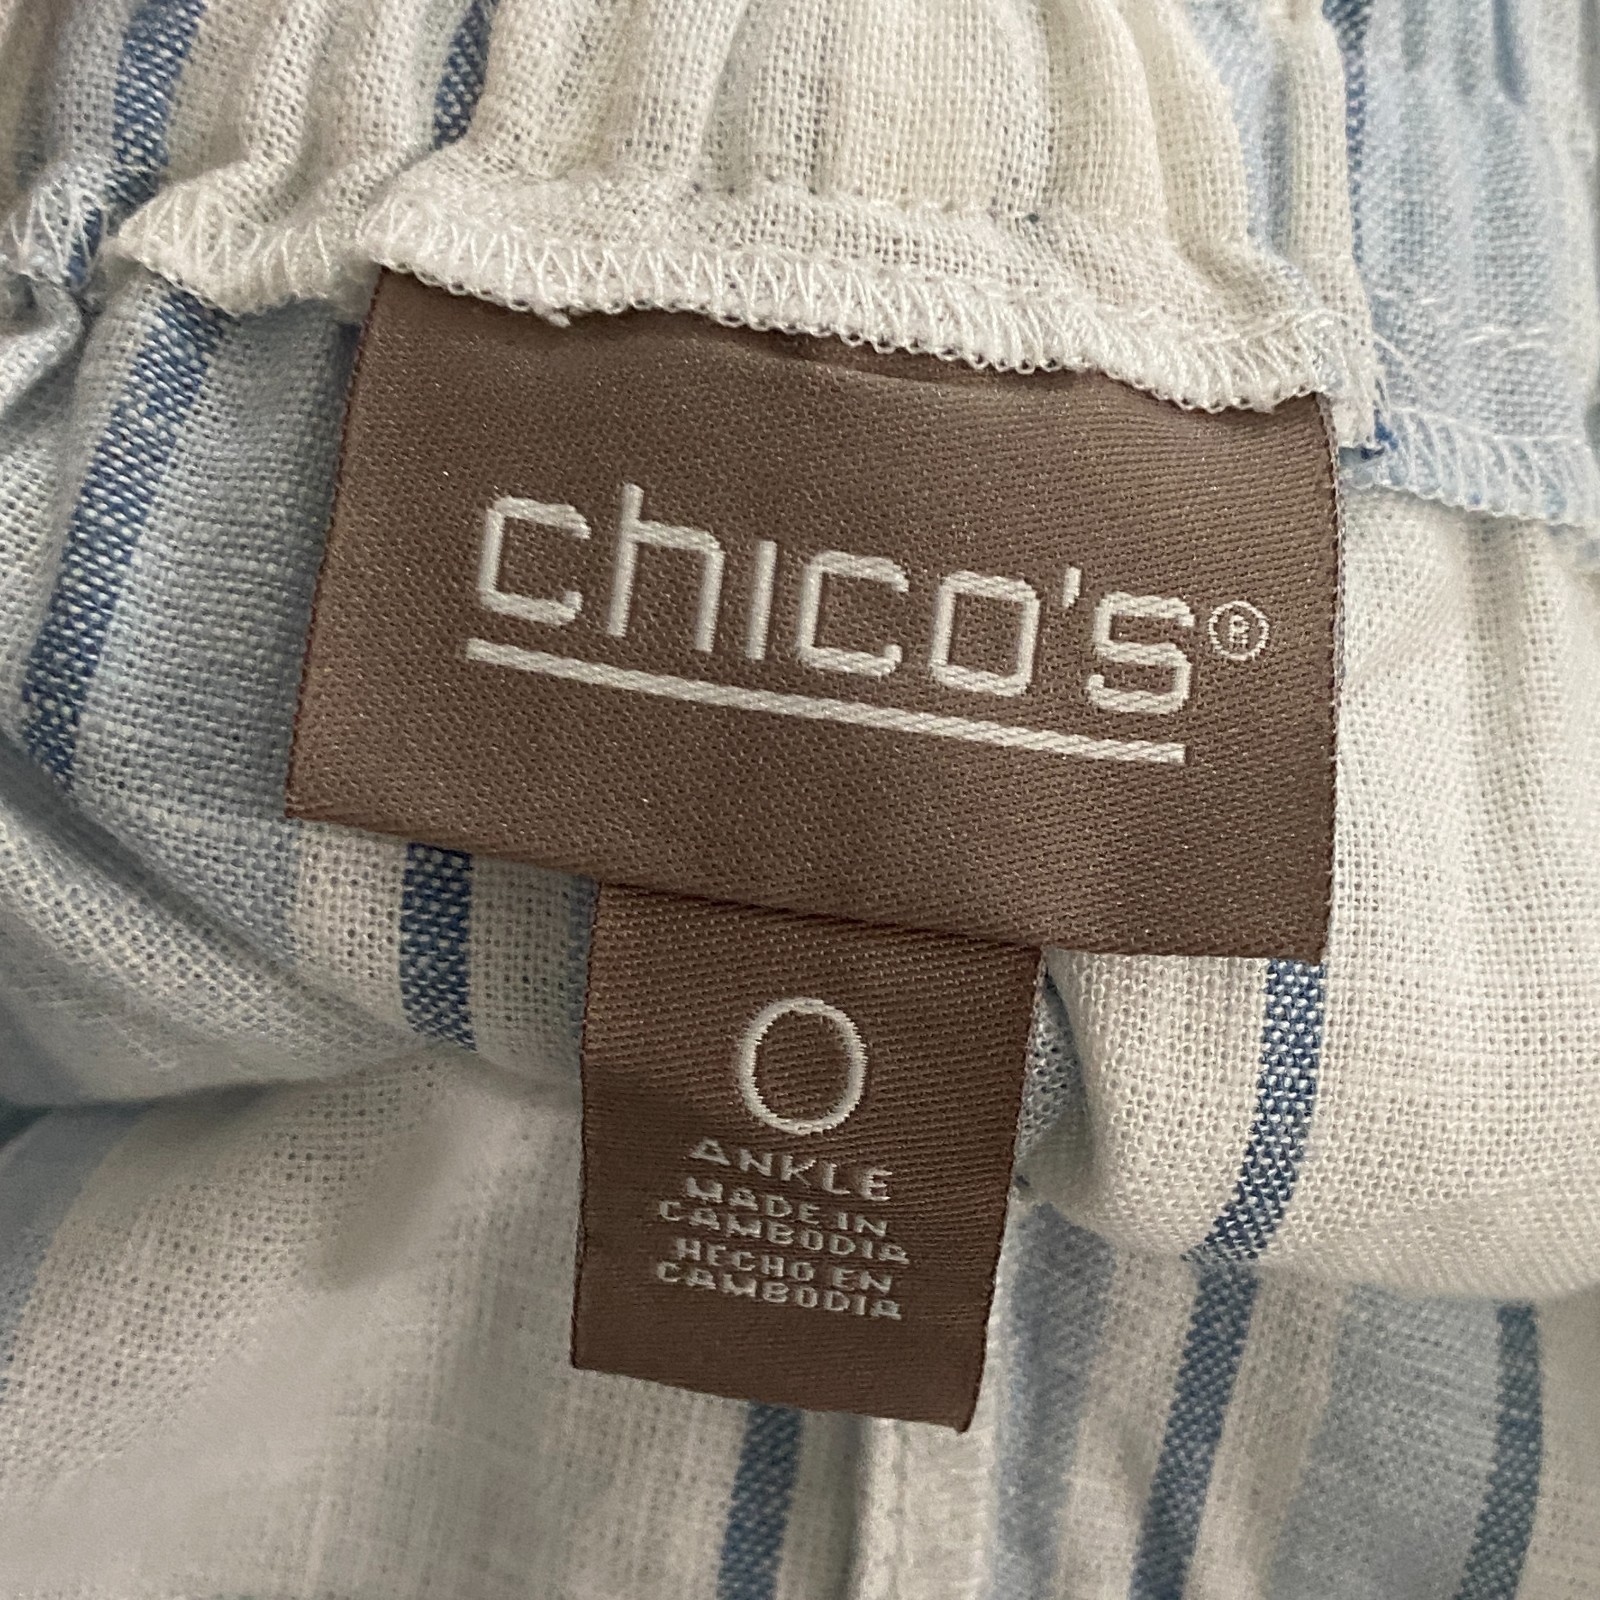 chico's®
0
ANKLE
MADE IN
CAMBODIA
HECHO EN
CAMBODIA